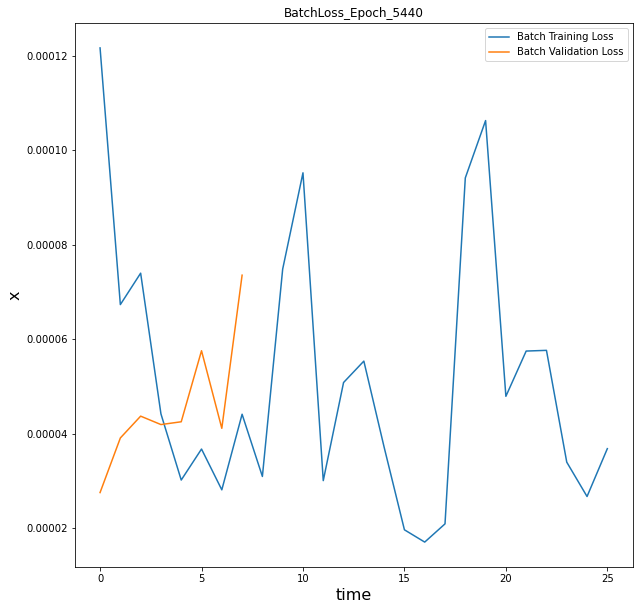 BatchLoss_Epoch_5440
Batch Training Loss
Batch Validation Loss
0.00012
0.00010
0.00008
0.00006
0.00004
0.00002
x
0 5 10 15 20 25
time